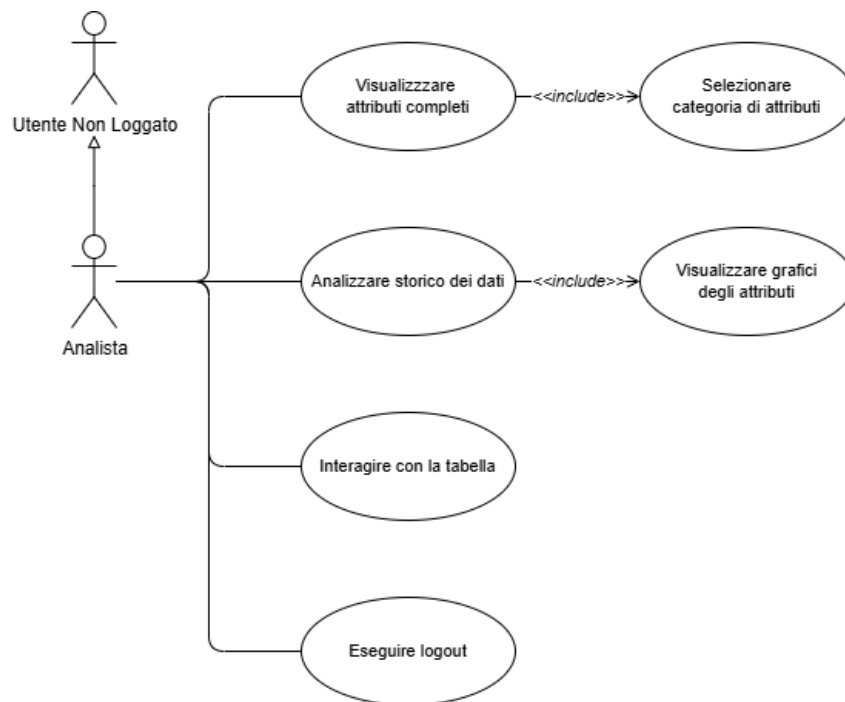 Utente Non Loggato
Analista
Visualizzzare
attributi completi
<<include>>
Selezionare
categoria di attributi
Analizzare storico dei dati
<<include>>
Visualizzare grafici
degli attributi
Interagire con la tabella
Eseguire logout